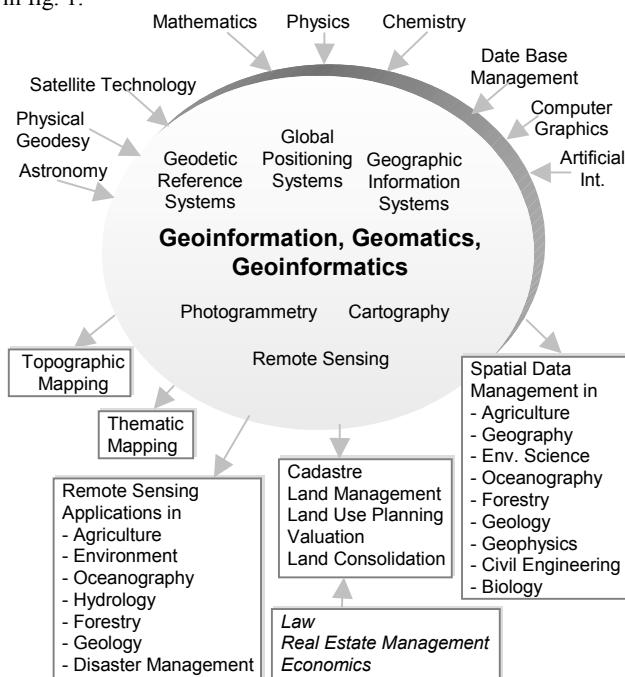 in fig. 1.
Mathematics
Physics
Chemistry
Date Base
Management
Satellite Technology
Computer
Graphics
Physical
Geodesy
Artificial
Int.
Astronomy
Geodetic
Reference
Systems
Global
Positioning
Systems
Geographic
Information
Systems
Geoinformation, Geomatics,
Geoinformatics
Photogrammetry
Cartography
Remote Sensing
Topographic
Mapping
Thematic
Mapping
Remote Sensing
Applications in
- Agriculture
- Environment
- Oceanography
- Hydrology
- Forestry
- Geology
- Disaster Management
Cadastre
Land Management
Land Use Planning
Valuation
Land Consolidation
Law
Real Estate Management
Economics
Spatial Data
Management in
- Agriculture
- Geography
- Env. Science
- Oceanography
- Forestry
- Geology
- Geophysics
- Civil Engineering
- Biology